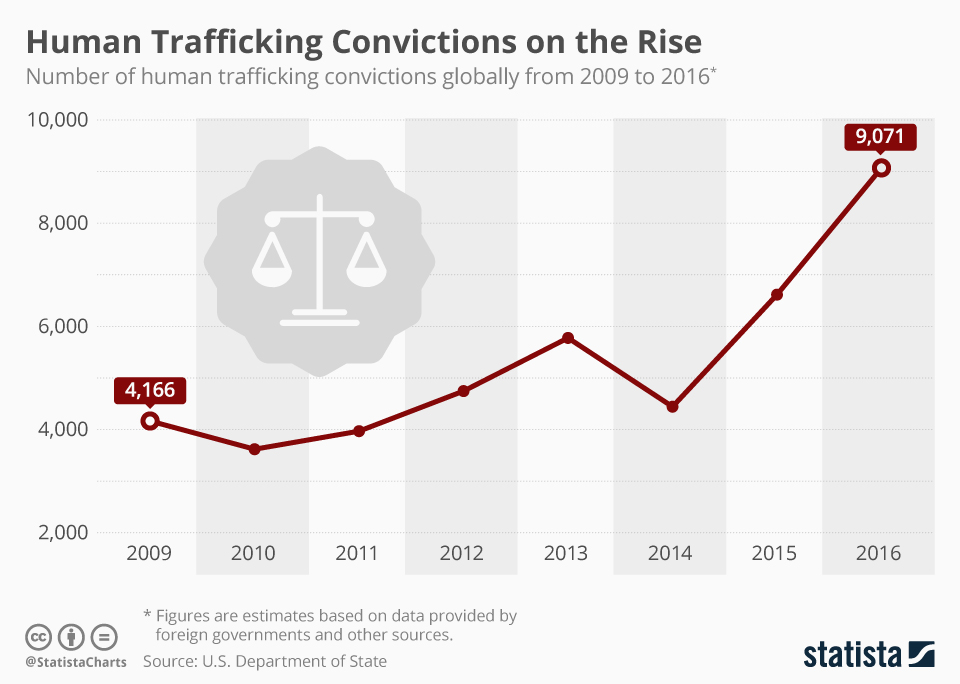 Human Trafficking Convictions on the Rise
Number of human trafficking convictions globally from 2009 to 2016*
10,000
9,071
8,000
6,000
4,166
4,000
2,000
2009 2010 2011 2012 2013 2014 2015 2016
* Figures are estimates based on data provided by
foreign governments and other sources.
cc
@StatistaCharts Source: U.S. Department of State
statista